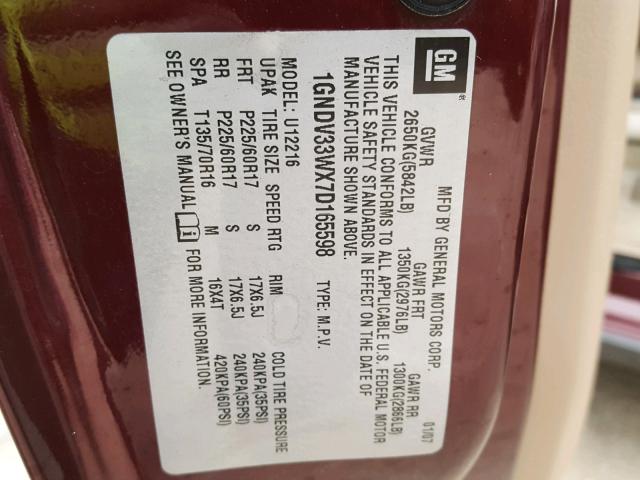 GM
MFD BY GENERAL MOTORS CORP. 01/07
GVWR GAWR FRT GAWR RR
2650KG(5842LB) 1350KG(2976LB) 1300KG(2866LB)
THIS VEHICLE CONFORMS TO ALL APPLICABLE U.S. FEDERAL MOTOR
VEHICLE SAFETY STANDARDS IN EFFECT ON THE DATE OF
MANUFACTURE SHOWN ABOVE.
1GNDV33WX7D165598 TYPE: M.P.V.
MODEL: U12216
UPAK TIRE SIZE SPEED RTG RIM COLD TIRE PRESSURE
FRT P225/60R17 S 17X6.5J 240KPA(35PSI)
RR P225/60R17 S 17X6.5J 240KPA(35PSI)
SPA T135/70R16 M 16X4T 420KPA(60PSI)
SEE OWNER'S MANUAL FOR MORE INFORMATION.